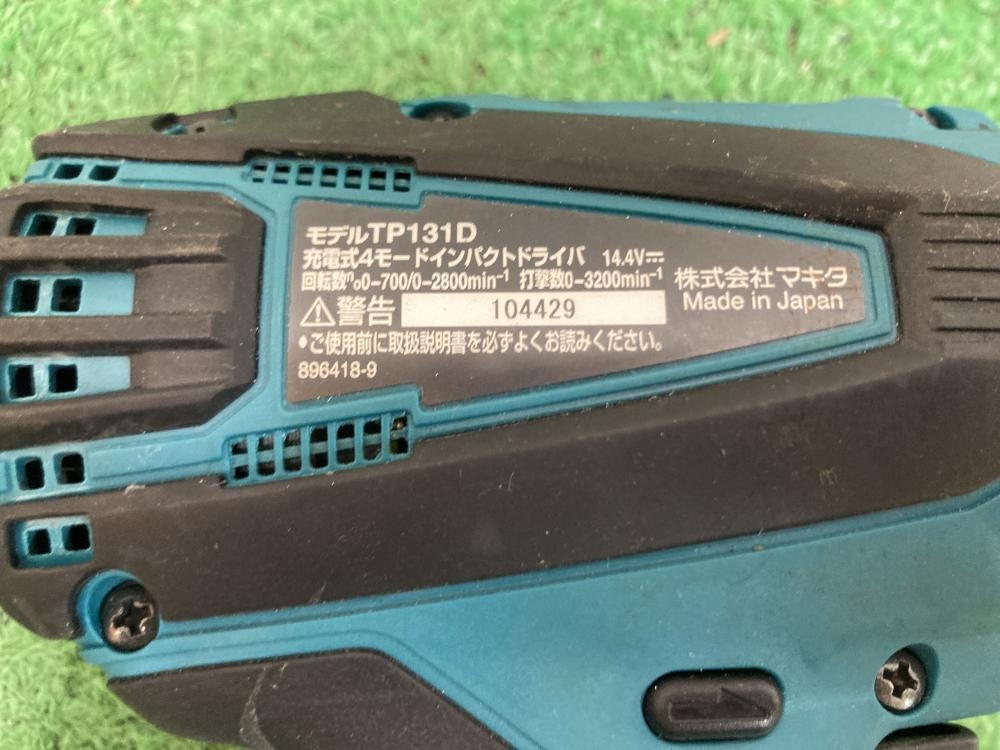 モデルTP131D
充電式4モードインパクトドライバ 14.4V⎓
回転数n₀0-700/0-2800min⁻¹ 打撃数0-3200min⁻¹
⚠警告 104429
•ご使用前に取扱説明書を必ずよくお読みください。
896418-9
株式会社マキタ
Made in Japan